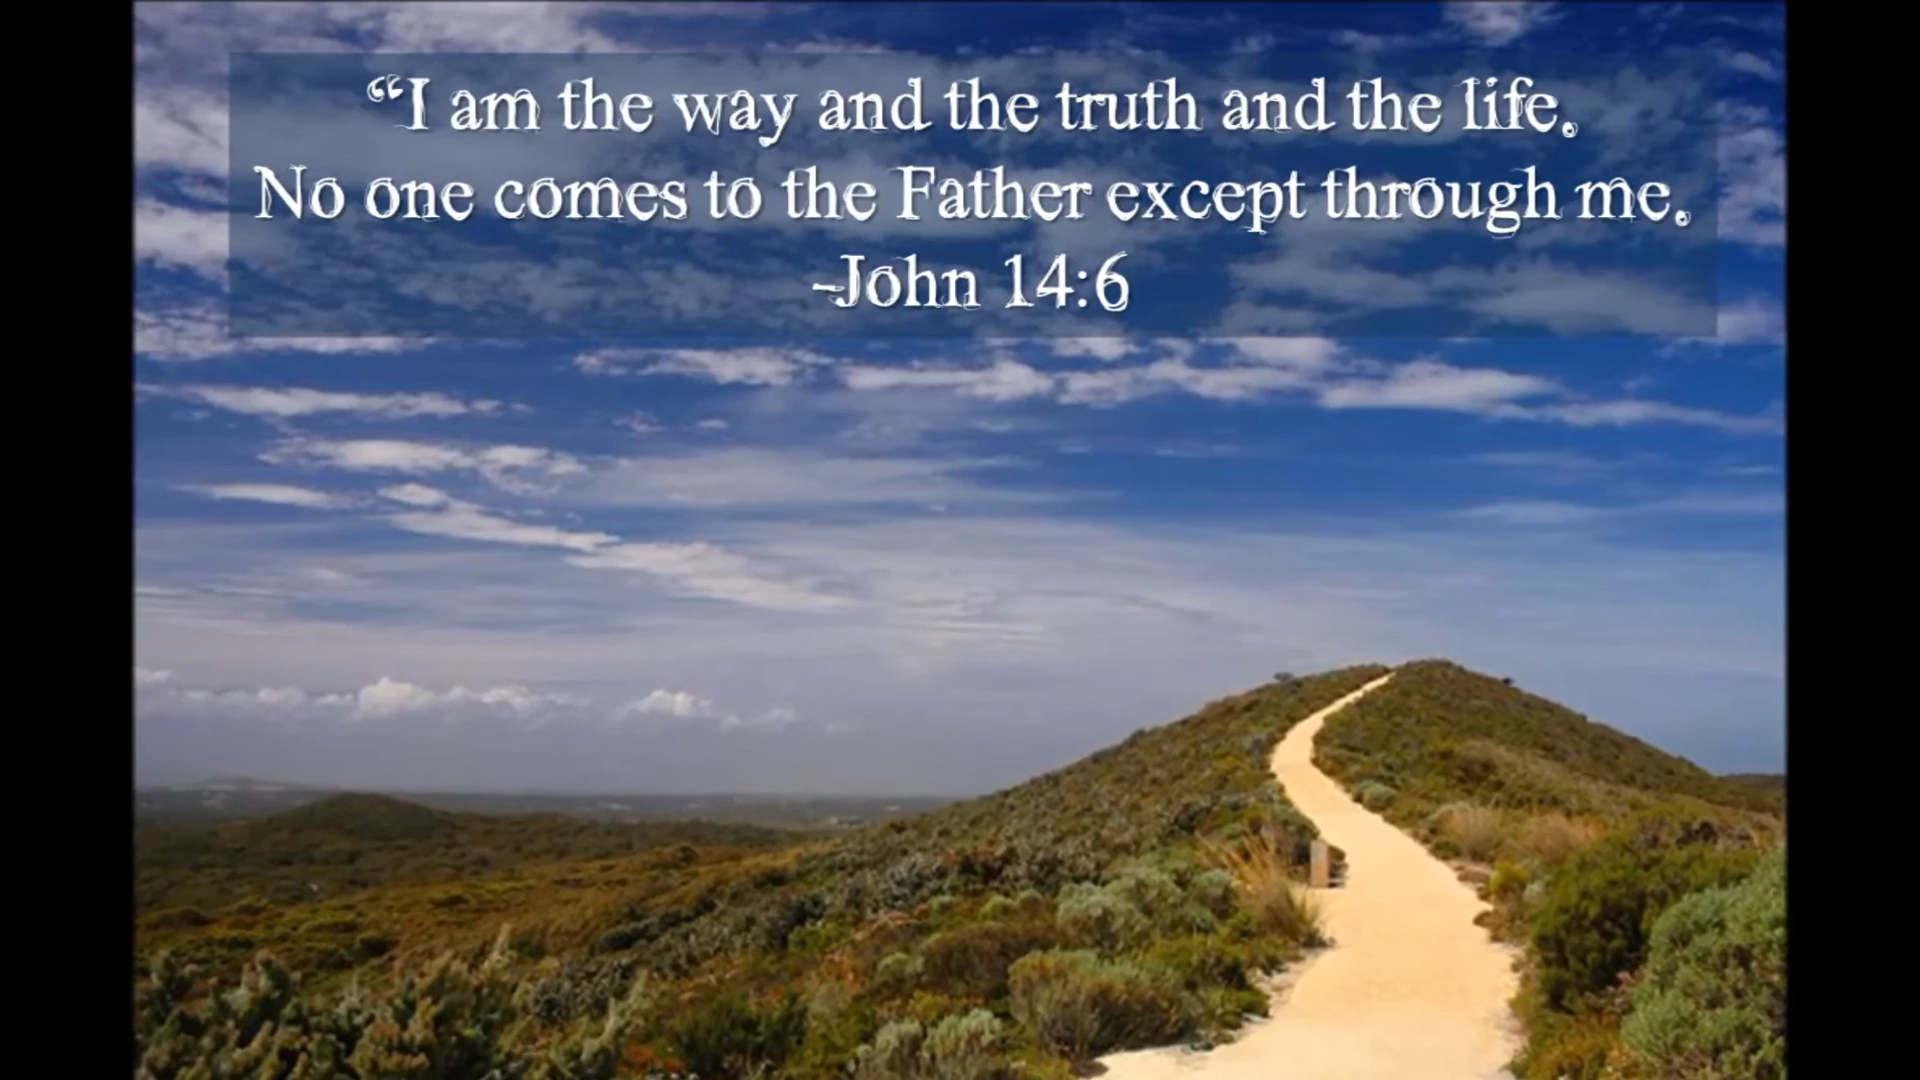 “I am the way and the truth and the life.
No one comes to the Father except through me.
-John 14:6